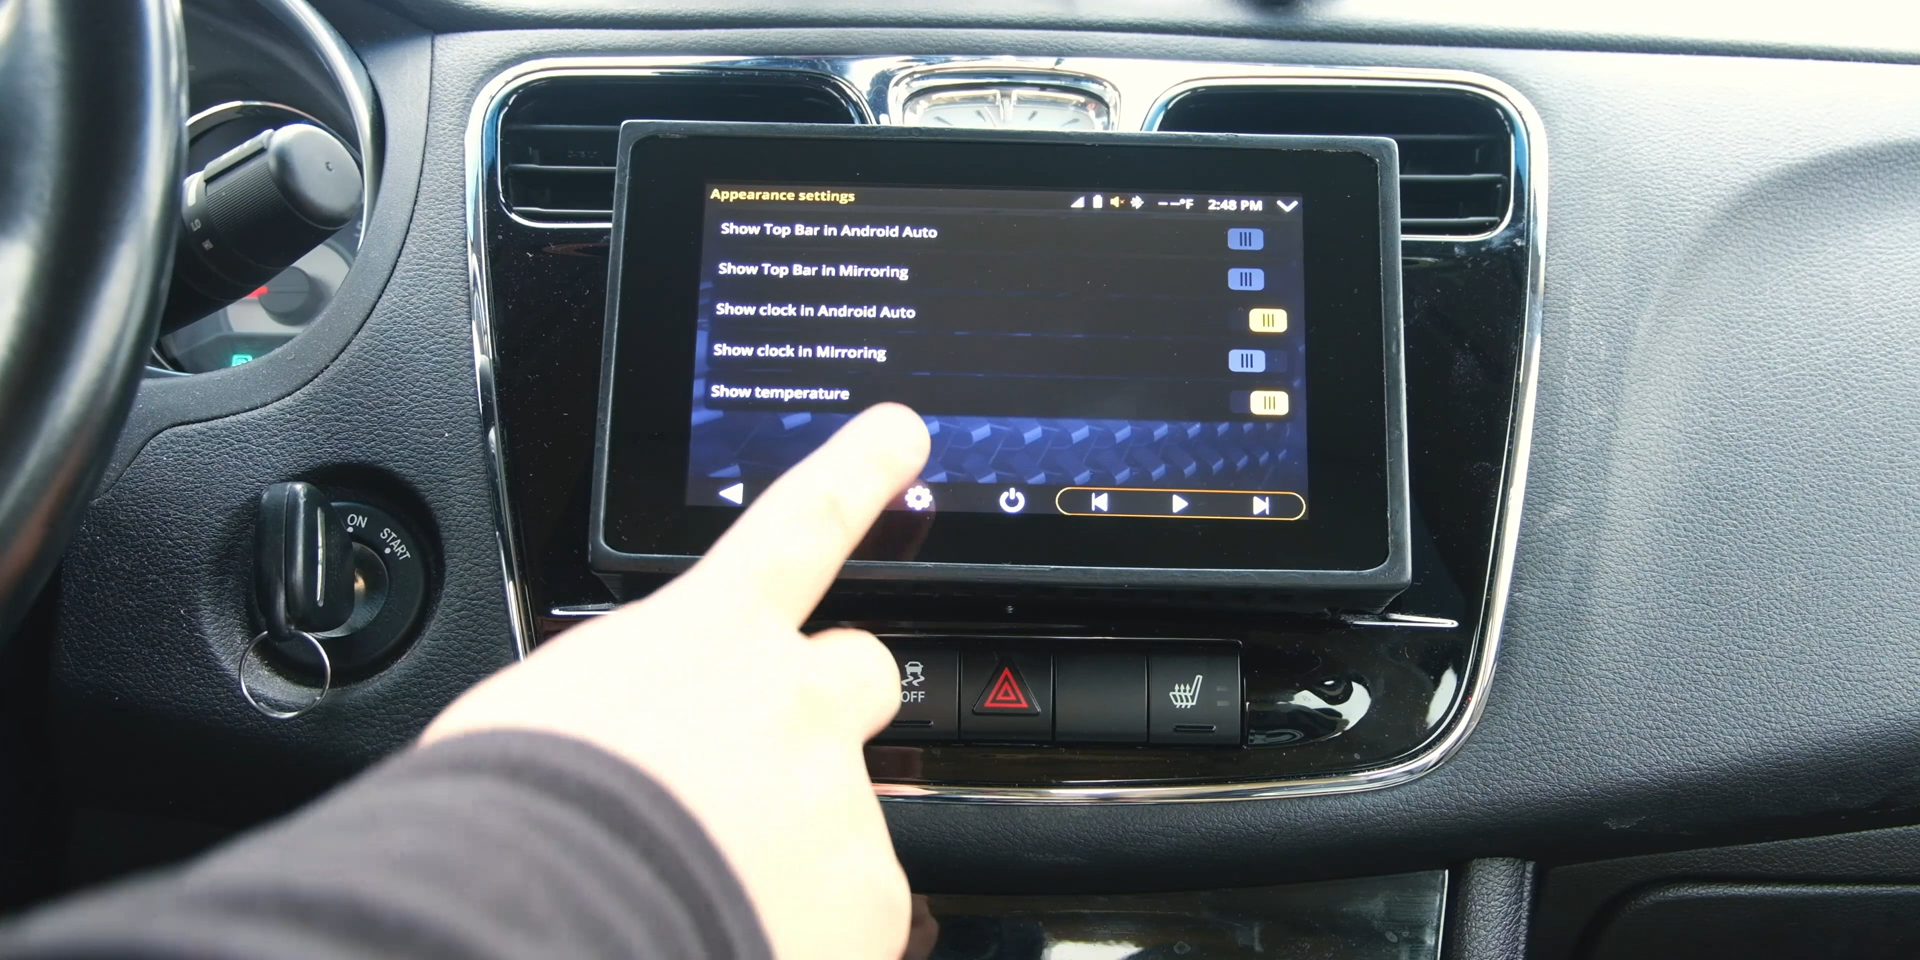 Appearance settings
--°F 2:48 PM
Show Top Bar in Android Auto
Show Top Bar in Mirroring
Show clock in Android Auto
Show clock in Mirroring
Show temperature
ON
START
OFF